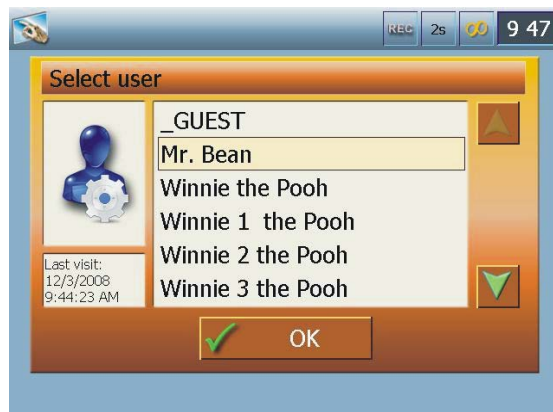 REC 2s 9 47
Select user
_GUEST
Mr. Bean
Winnie the Pooh
Winnie 1  the Pooh
Winnie 2 the Pooh
Winnie 3 the Pooh
Last visit:
12/3/2008
9:44:23 AM
OK